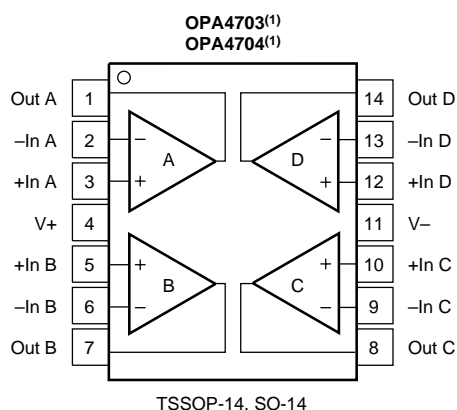 OPA4703(1)
OPA4704(1)
Out A 1 14 Out D
–In A 2 − − 13 –In D
A D
+In A 3 + + 12 +In D
V+ 4 11 V–
+In B 5 + + 10 +In C
B C
–In B 6 − − 9 –In C
Out B 7 8 Out C
TSSOP-14, SO-14